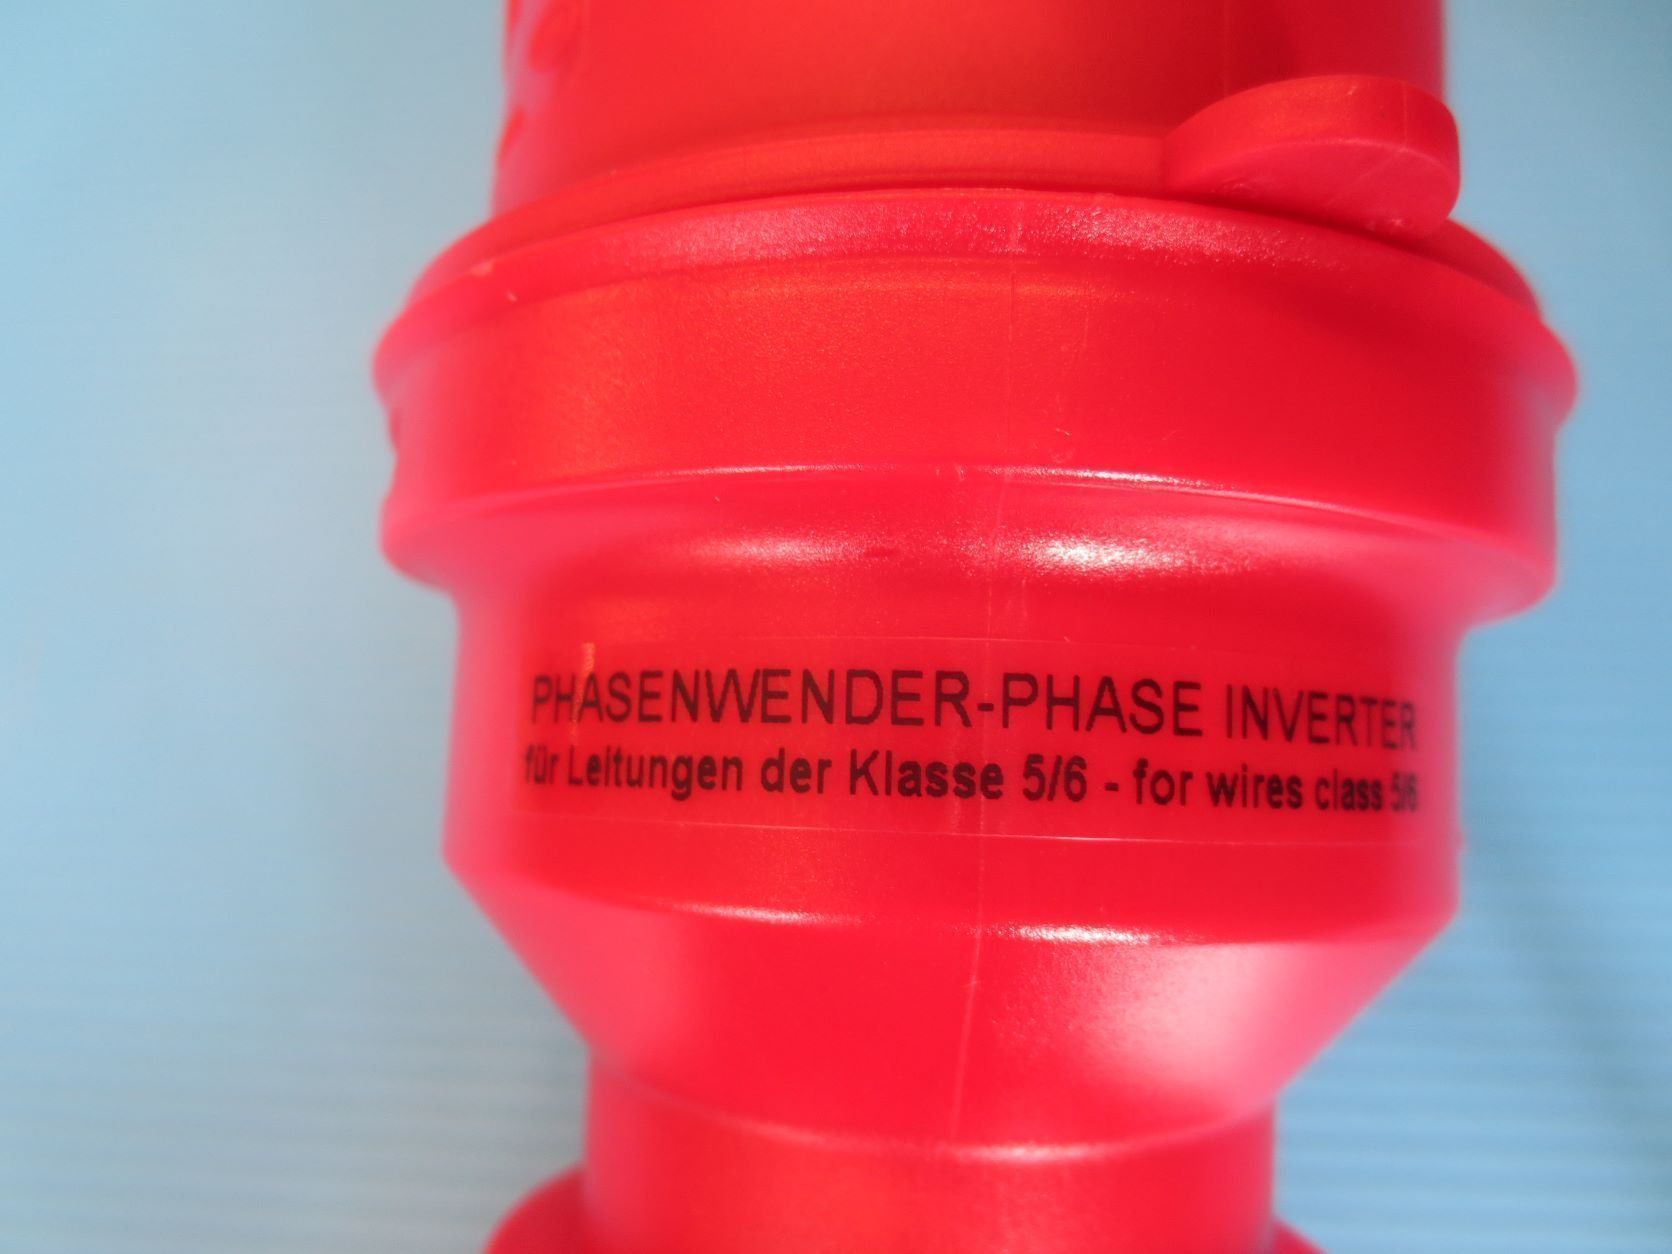 PHASENWENDER-PHASE INVERTER
für Leitungen der Klasse 5/6 - for wires class 5/6